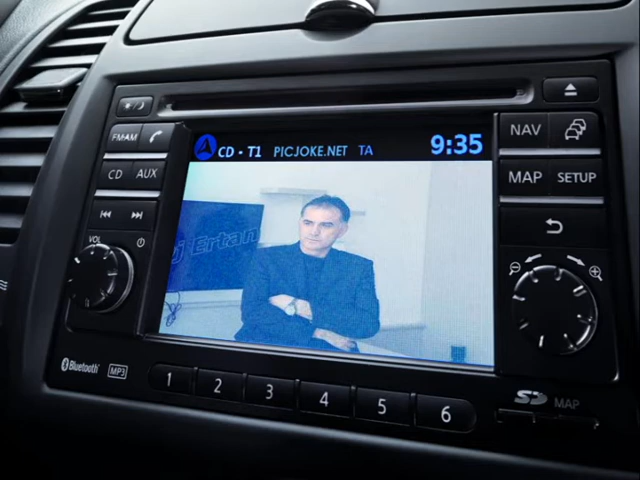 CD - T1 PICJOKE.NET TA 9:35
FM·AM
CD AUX
VOL
j Ertan
NAV
MAP SETUP
Bluetooth MP3
1 2 3 4 5 6
SD MAP